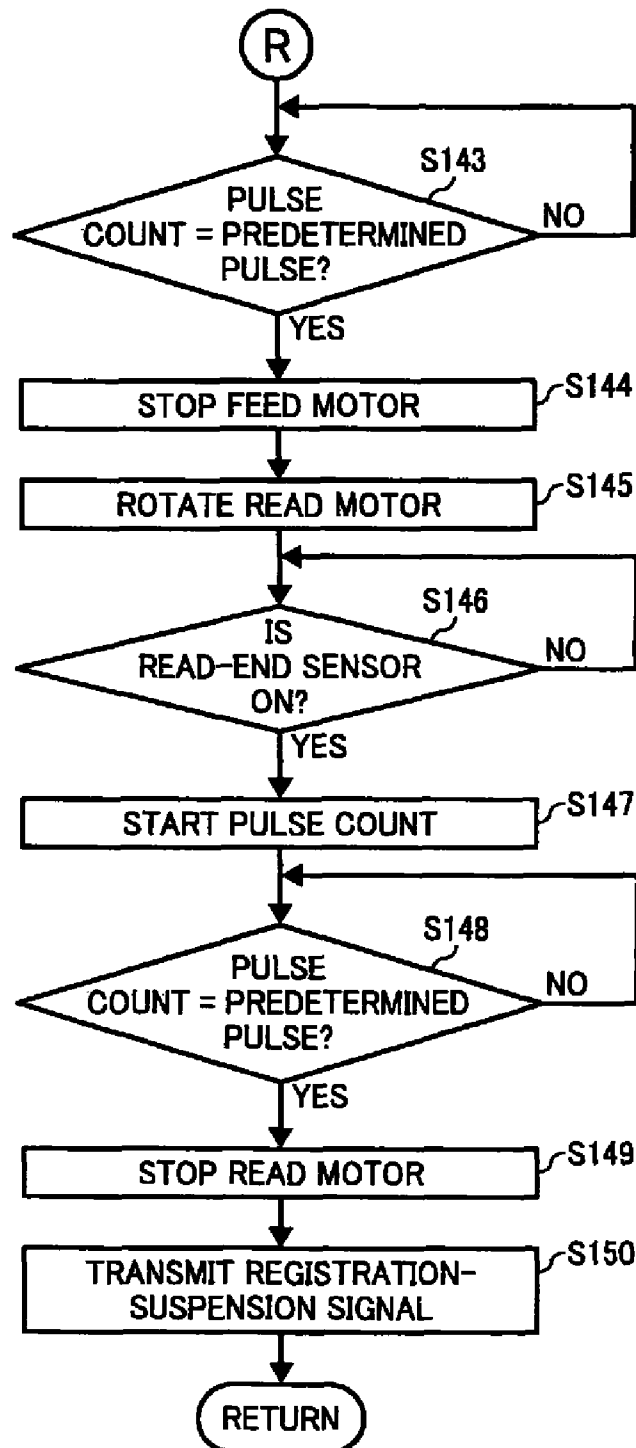 R
S143
PULSE
COUNT = PREDETERMINED
PULSE?
NO
YES
STOP FEED MOTOR
S144
ROTATE READ MOTOR
S145
S146
IS
READ-END SENSOR
ON?
NO
YES
START PULSE COUNT
S147
S148
PULSE
COUNT = PREDETERMINED
PULSE?
NO
YES
STOP READ MOTOR
S149
TRANSMIT REGISTRATION-
SUSPENSION SIGNAL
S150
RETURN